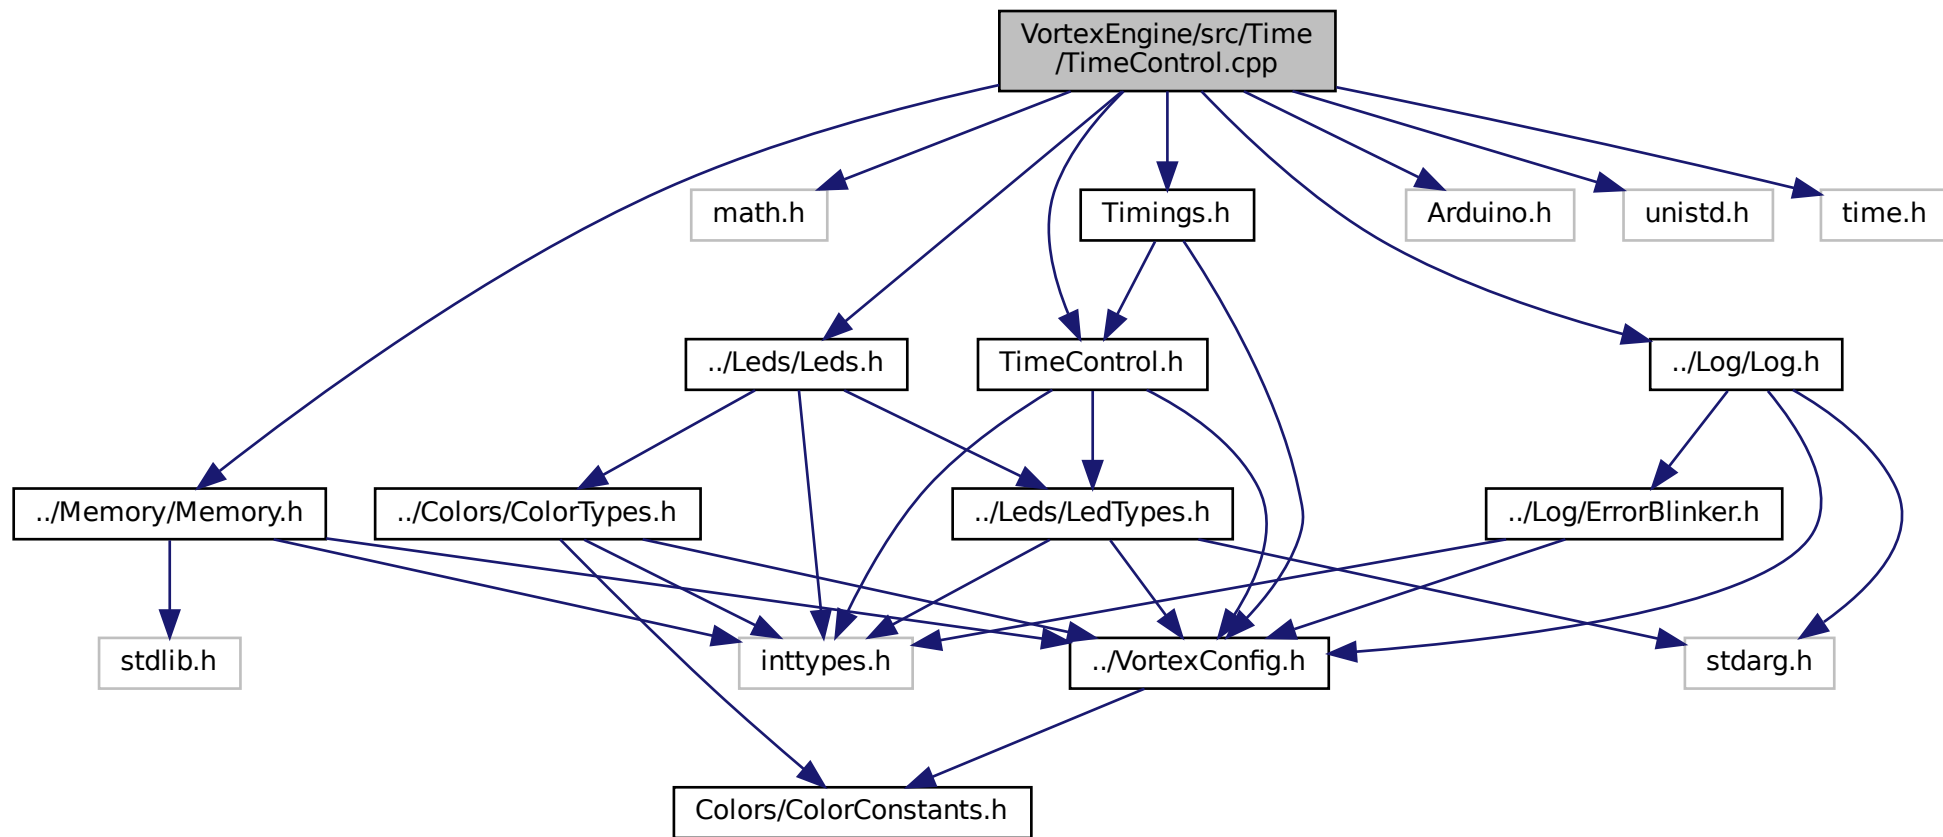 VortexEngine/src/Time
/TimeControl.cpp
math.h
Timings.h
Arduino.h
unistd.h
time.h
../Leds/Leds.h
TimeControl.h
../Log/Log.h
../Memory/Memory.h
../Colors/ColorTypes.h
../Leds/LedTypes.h
../Log/ErrorBlinker.h
stdlib.h
inttypes.h
../VortexConfig.h
stdarg.h
Colors/ColorConstants.h